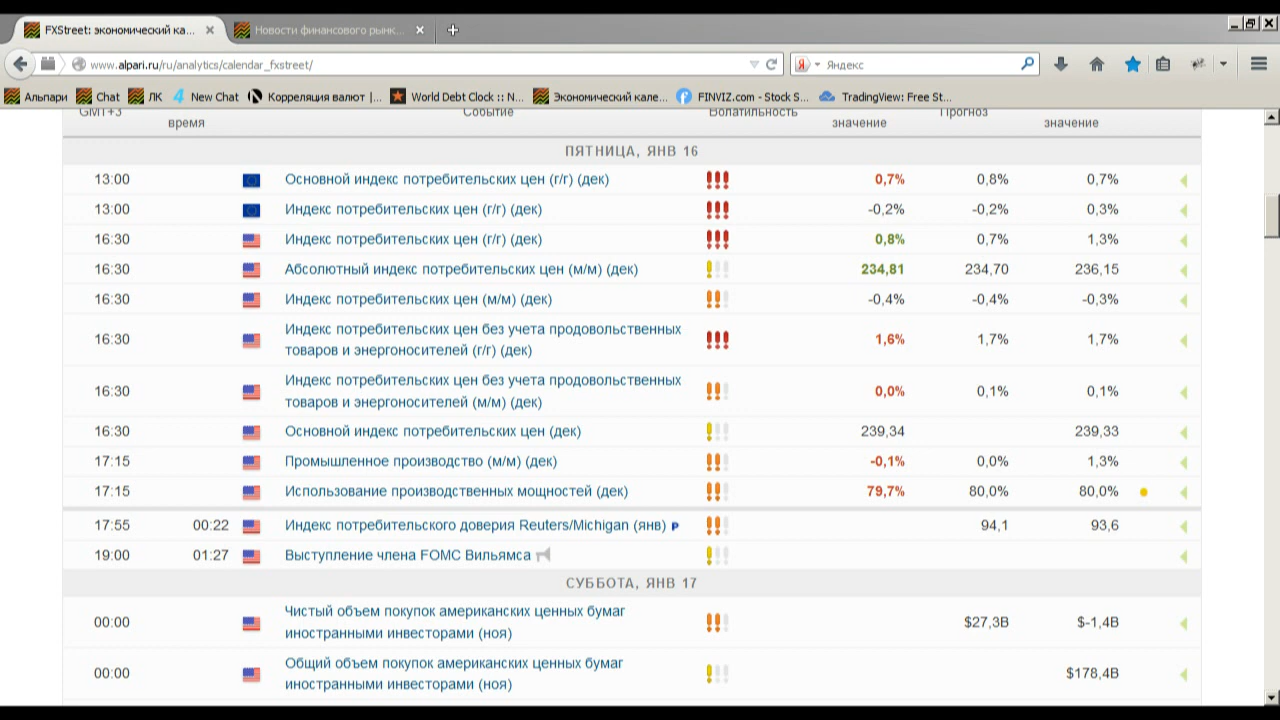 FXStreet: экономический ка...
Новости финансового рынк...
www.alpari.ru/ru/analytics/calendar_fxstreet/
Яндекс
Альпари
Chat
ЛК
New Chat
Корреляция валют |...
World Debt Clock :: N...
Экономический кале...
FINVIZ.com - Stock S...
TradingView: Free St...
GMT+3 Событие Волатильность Прогноз
время значение значение
ПЯТНИЦА, ЯНВ 16
13:00 Основной индекс потребительских цен (г/г) (дек) 0,7% 0,8% 0,7%
13:00 Индекс потребительских цен (г/г) (дек) -0,2% -0,2% 0,3%
16:30 Индекс потребительских цен (г/г) (дек) 0,8% 0,7% 1,3%
16:30 Абсолютный индекс потребительских цен (м/м) (дек) 234,81 234,70 236,15
16:30 Индекс потребительских цен (м/м) (дек) -0,4% -0,4% -0,3%
Индекс потребительских цен без учета продовольственных
16:30 товаров и энергоносителей (г/г) (дек) 1,6% 1,7% 1,7%
Индекс потребительских цен без учета продовольственных
16:30 товаров и энергоносителей (м/м) (дек) 0,0% 0,1% 0,1%
16:30 Основной индекс потребительских цен (дек) 239,34 239,33
17:15 Промышленное производство (м/м) (дек) -0,1% 0,0% 1,3%
17:15 Использование производственных мощностей (дек) 79,7% 80,0% 80,0%
17:55 00:22 Индекс потребительского доверия Reuters/Michigan (янв) P 94,1 93,6
19:00 01:27 Выступление члена FOMC Вильямса
СУББОТА, ЯНВ 17
Чистый объем покупок американских ценных бумаг
00:00 иностранными инвесторами (ноя) $27,3B $-1,4B
Общий объем покупок американских ценных бумаг
00:00 иностранными инвесторами (ноя) $178,4B